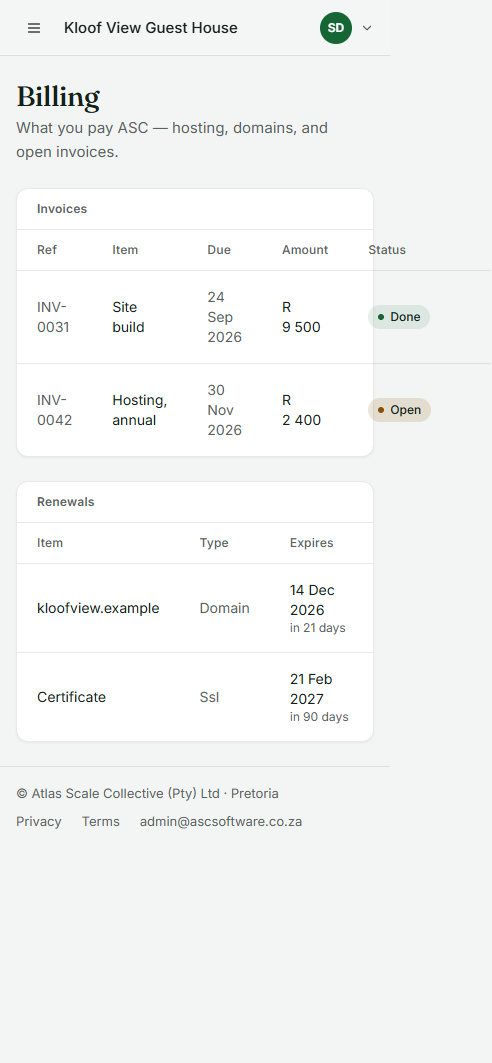 Kloof View Guest House
SD
Billing
What you pay ASC — hosting, domains, and
open invoices.
Invoices
Ref Item Due Amount Status
INV-
0031
Site
build
24
Sep
2026
R
9 500
Done
INV-
0042
Hosting,
annual
30
Nov
2026
R
2 400
Open
Renewals
Item Type Expires
kloofview.example
Domain
14 Dec
2026
in 21 days
Certificate
Ssl
21 Feb
2027
in 90 days
© Atlas Scale Collective (Pty) Ltd · Pretoria
Privacy Terms admin@ascsoftware.co.za